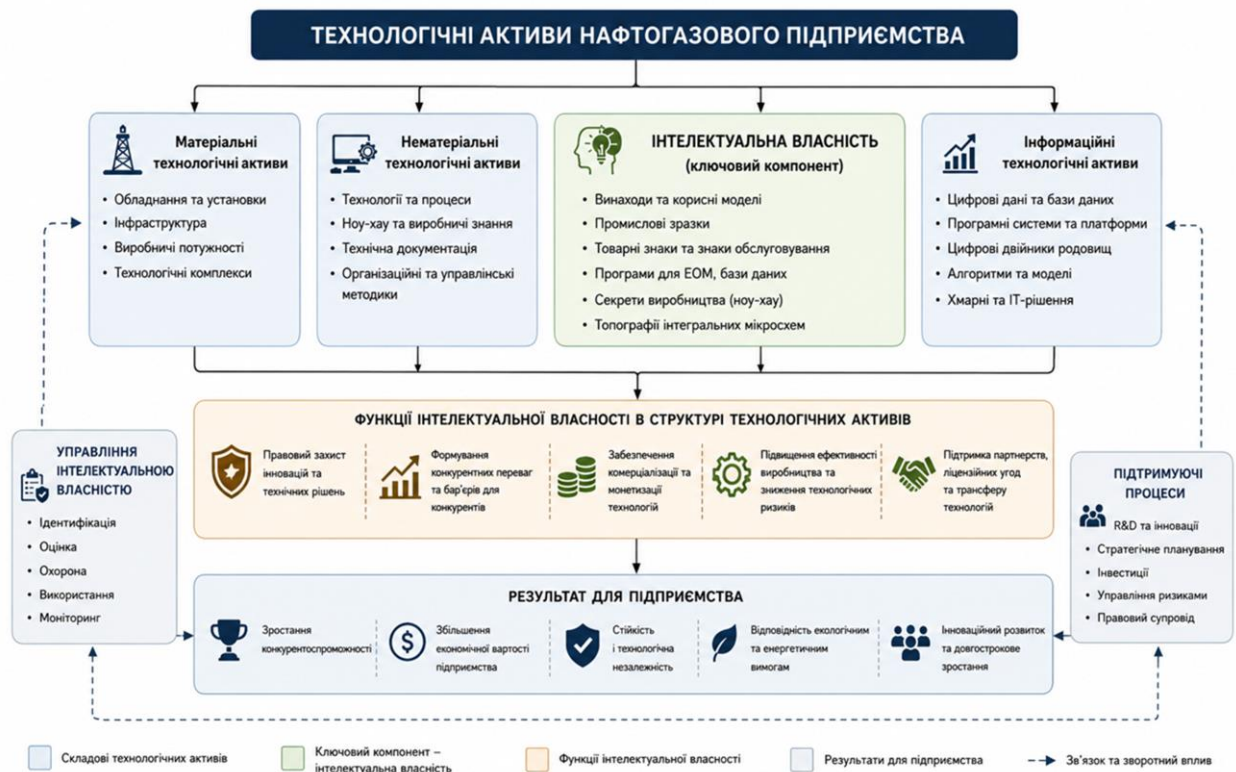 ТЕХНОЛОГІЧНІ АКТИВИ НАФТОГАЗОВОГО ПІДПРИЄМСТВА
Матеріальні
технологічні активи
• Обладнання та установки
• Інфраструктура
• Виробничі потужності
• Технологічні комплекси
Нематеріальні
технологічні активи
• Технології та процеси
• Ноу-хау та виробничі знання
• Технічна документація
• Організаційні та управлінські
методики
ІНТЕЛЕКТУАЛЬНА ВЛАСНІСТЬ
(ключовий компонент)
• Винаходи та корисні моделі
• Промислові зразки
• Товарні знаки та знаки обслуговування
• Програми для ЕОМ, бази даних
• Секрети виробництва (ноу-хау)
• Топографії інтегральних мікросхем
Інформаційні
технологічні активи
• Цифрові дані та бази даних
• Програмні системи та платформи
• Цифрові двійники родовищ
• Алгоритми та моделі
• Хмарні та ІТ-рішення
ФУНКЦІЇ ІНТЕЛЕКТУАЛЬНОЇ ВЛАСНОСТІ В СТРУКТУРІ ТЕХНОЛОГІЧНИХ АКТИВІВ
Правовий захист
інновацій та
технічних рішень
Формування
конкурентних переваг
та бар'єрів для
конкурентів
Забезпечення
комерціалізації та
монетизації
технологій
Підвищення ефективності
виробництва та
зниження технологічних
ризиків
Підтримка партнерств,
ліцензійних угод
та трансферу
технологій
УПРАВЛІННЯ
ІНТЕЛЕКТУАЛЬНОЮ
ВЛАСНІСТЮ
• Ідентифікація
• Оцінка
• Охорона
• Використання
• Моніторинг
ПІДТРИМУЮЧІ
ПРОЦЕСИ
R&D та інновації
• Стратегічне планування
• Інвестиції
• Управління ризиками
• Правовий супровід
РЕЗУЛЬТАТ ДЛЯ ПІДПРИЄМСТВА
Зростання
конкурентоспроможності
$
Збільшення
економічної вартості
підприємства
Стійкість
і технологічна
незалежність
Відповідність екологічним
та енергетичним
вимогам
Інноваційний розвиток
та довгострокове
зростання
Складові технологічних активів
Ключовий компонент –
інтелектуальна власність
Функції інтелектуальної власності
Результати для підприємства
Зв'язок та зворотний вплив